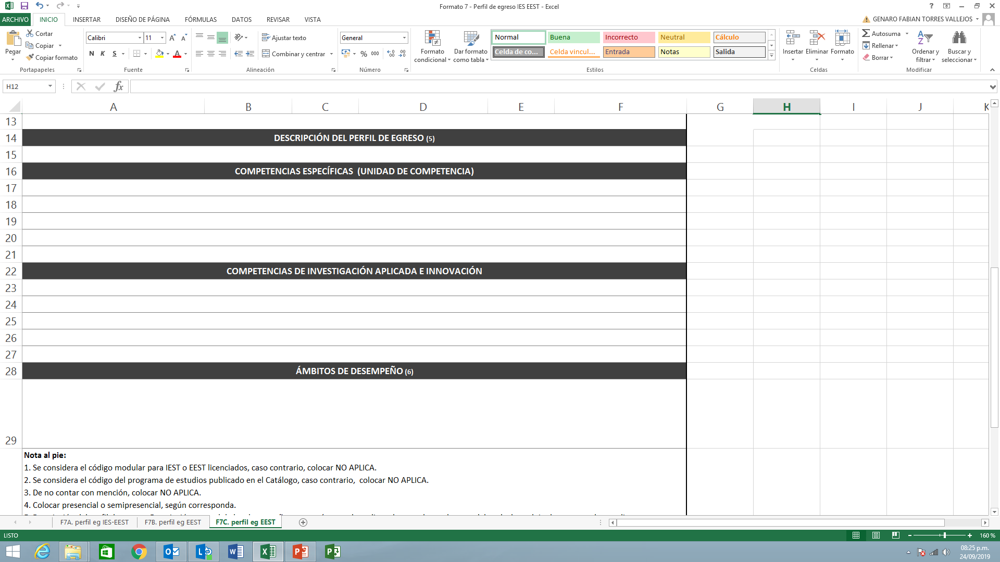 Formato 7 - Perfil de egreso IES EEST - Excel
ARCHIVO INICIO INSERTAR DISEÑO DE PÁGINA FÓRMULAS DATOS REVISAR VISTA GENARO FABIAN TORRES VALLEJOS
Pegar
Cortar
Copiar
Copiar formato
Portapapeles
Calibri 11
N K S
Fuente
Ajustar texto
Combinar y centrar
Alineación
General
% 000
Número
Formato condicional
Dar formato como tabla
Normal Buena Incorrecto Neutral Cálculo
Celda de co... Celda vincul... Entrada Notas Salida
Estilos
Insertar Eliminar Formato
Celdas
Autosuma
Rellenar
Borrar
Ordenar y filtrar
Buscar y seleccionar
Modificar
H12 fx
A B C D E F G H I J K
13
14 DESCRIPCIÓN DEL PERFIL DE EGRESO (5)
15
16 COMPETENCIAS ESPECÍFICAS (UNIDAD DE COMPETENCIA)
17
18
19
20
21
22 COMPETENCIAS DE INVESTIGACIÓN APLICADA E INNOVACIÓN
23
24
25
26
27
28 ÁMBITOS DE DESEMPEÑO (6)
29
Nota al pie:
1. Se considera el código modular para IEST o EEST licenciados, caso contrario, colocar NO APLICA.
2. Se considera el código del programa de estudios publicado en el Catálogo, caso contrario, colocar NO APLICA.
3. De no contar con mención, colocar NO APLICA.
4. Colocar presencial o semipresencial, según corresponda.
F7A. perfil eg IES-EEST F7B. perfil eg EEST F7C. perfil eg EEST
LISTO 160 %
08:25 p.m.
24/09/2019